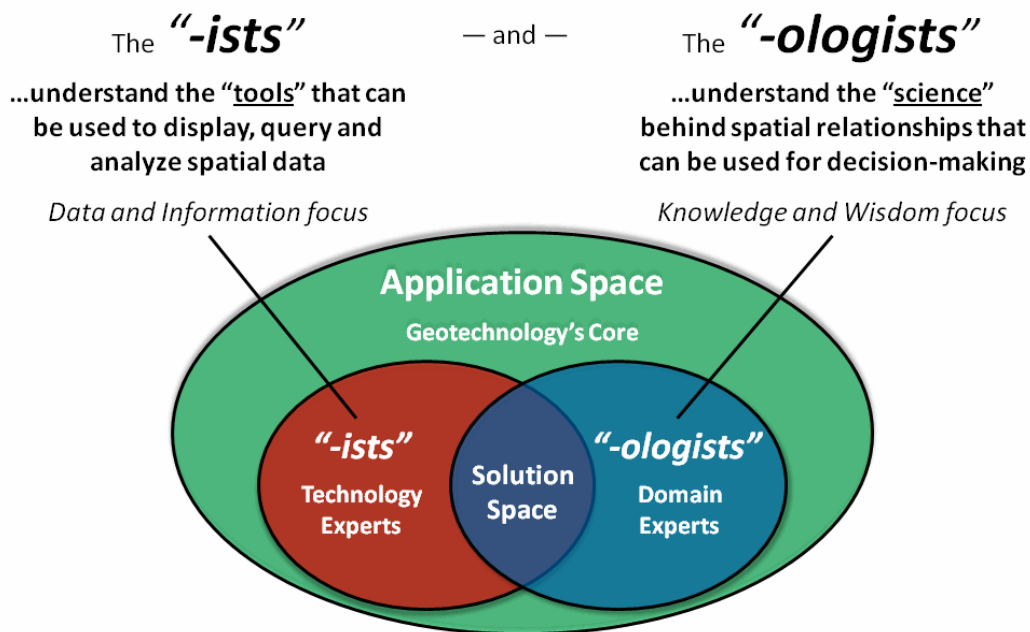 The “-ists” — and — The “-ologists”
…understand the “tools” that can
be used to display, query and
analyze spatial data
Data and Information focus
…understand the “science”
behind spatial relationships that
can be used for decision-making
Knowledge and Wisdom focus
Application Space
Geotechnology’s Core
“-ists”
Technology
Experts
Solution
Space
“-ologists”
Domain
Experts